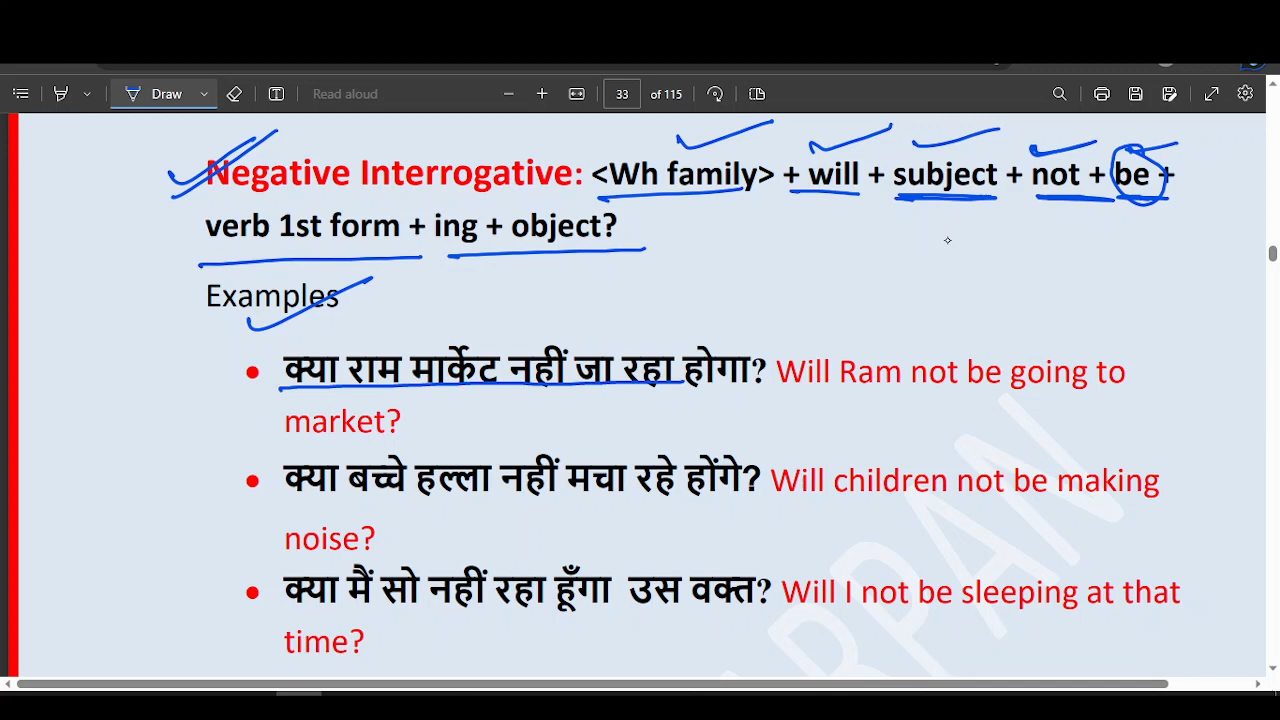 Draw
Read aloud
33 of 115
Negative Interrogative: <Wh family> + will + subject + not + be +
verb 1st form + ing + object?
Examples
• क्या राम मार्केट नहीं जा रहा होगा? Will Ram not be going to
market?
• क्या बच्चे हल्ला नहीं मचा रहे होंगे? Will children not be making
noise?
• क्या मैं सो नहीं रहा हूँगा उस वक्त? Will I not be sleeping at that
time?